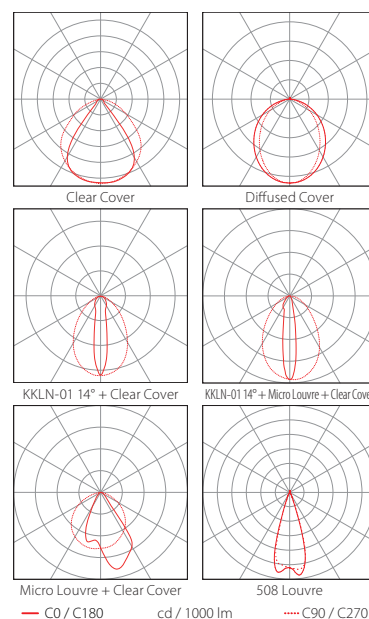 Clear Cover
Diffused Cover
KKLN-01 14° + Clear Cover
KKLN-01 14° + Micro Louvre + Clear Cove
Micro Louvre + Clear Cover
508 Louvre
C0 / C180 cd / 1000 lm C90 / C270